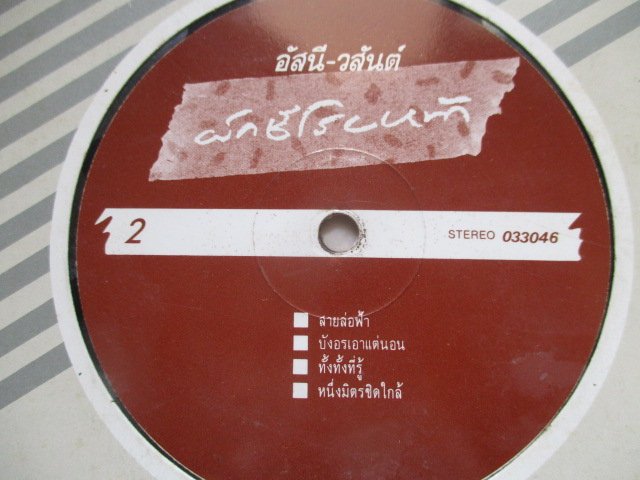 อัสนี-วสันต์
ผักชีโรยหน้า
2
STEREO 033046
สายล่อฟ้า
บังอรเอาแต่นอน
ทั้งทั้งที่รู้
หนึ่งมิตรชิดใกล้